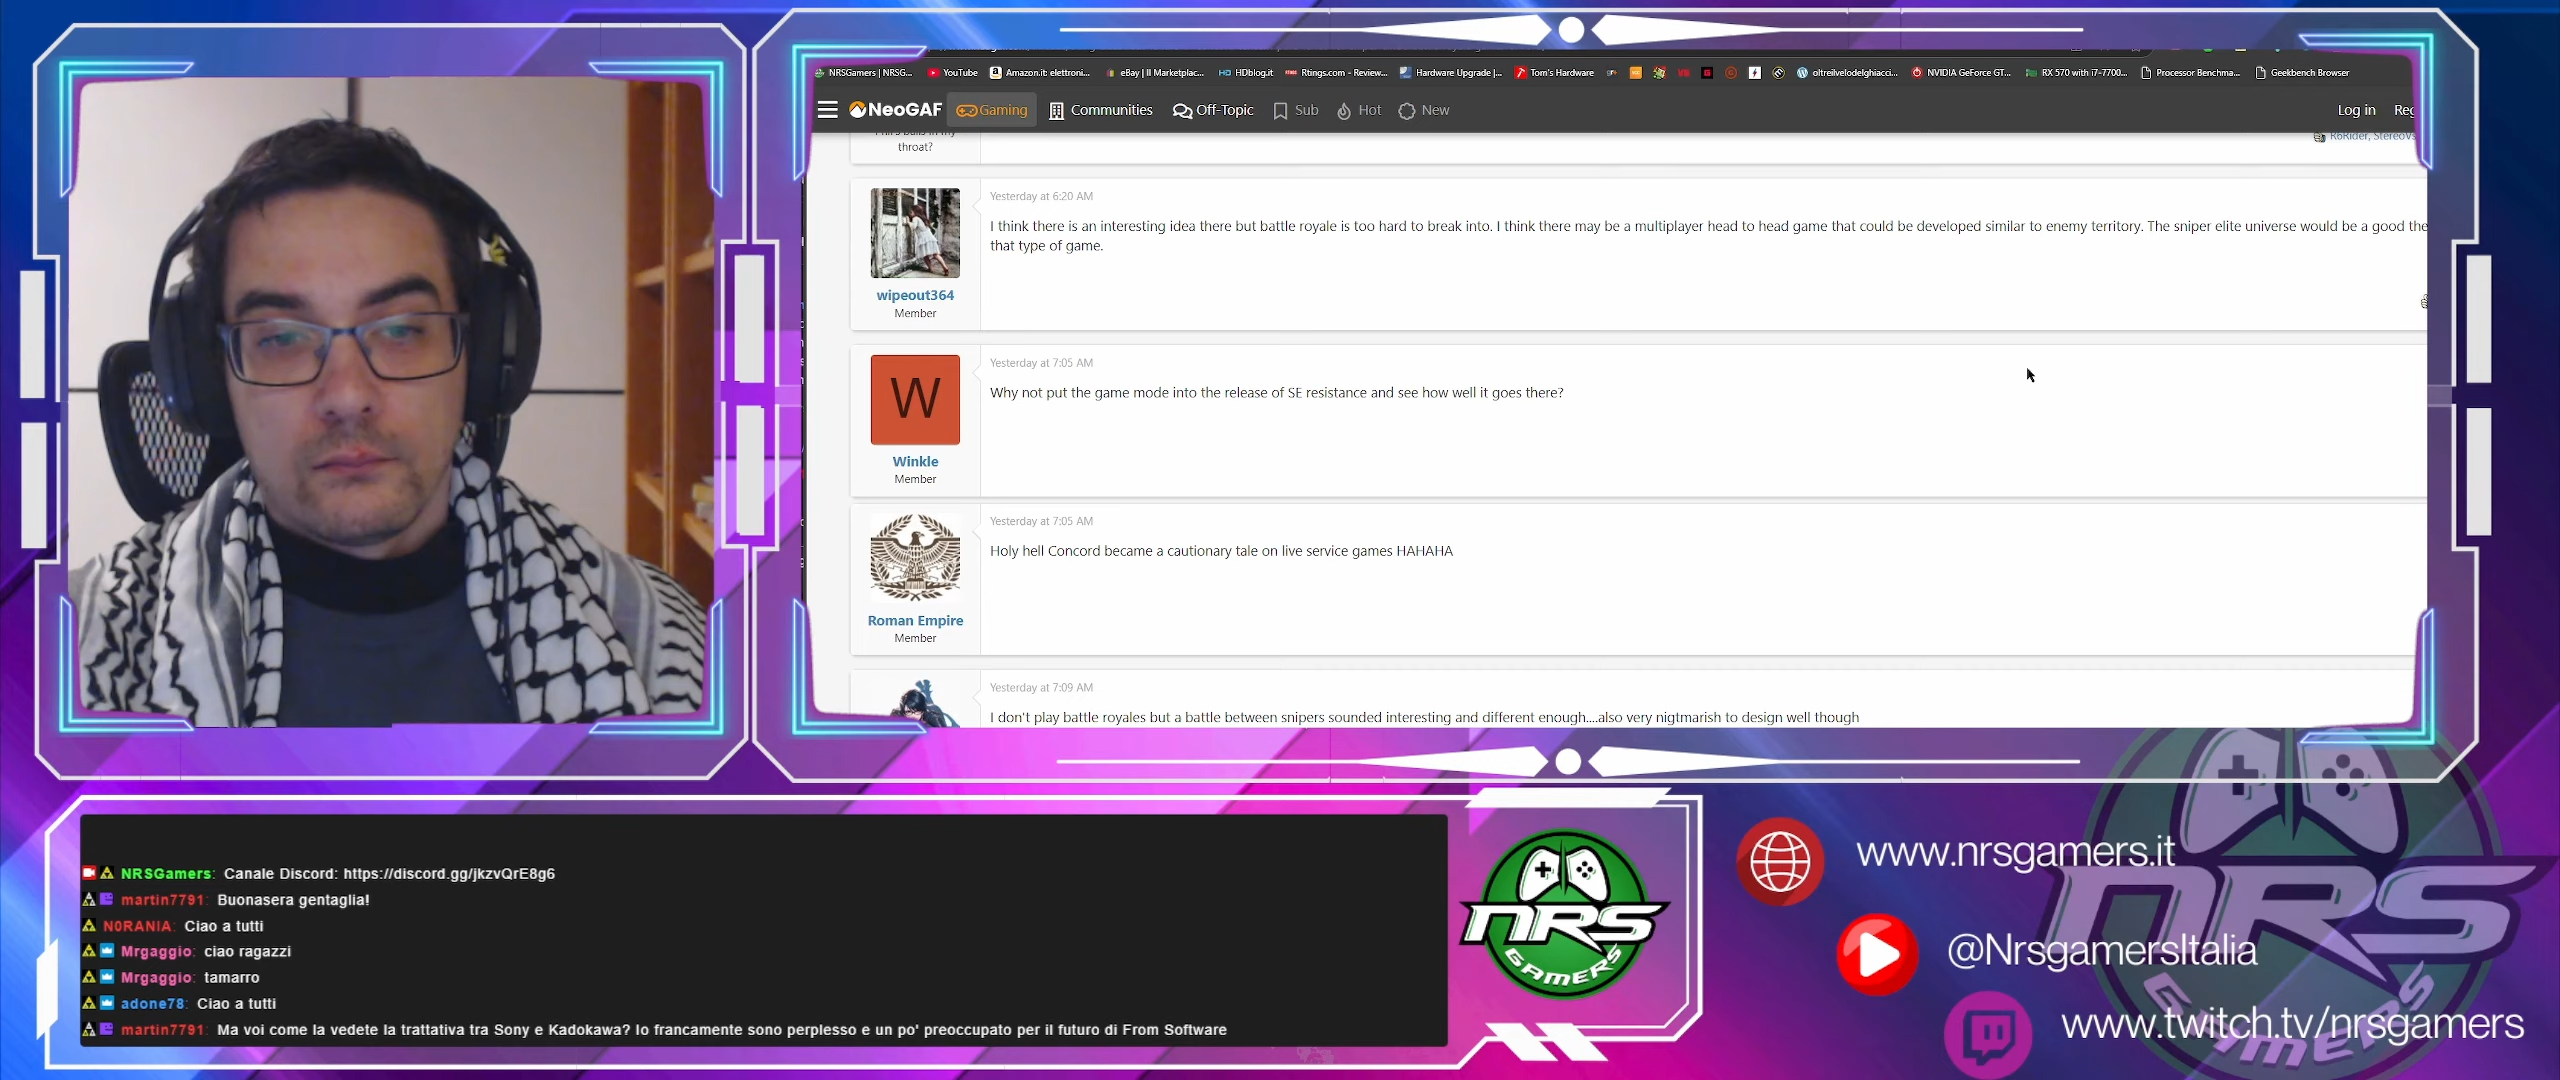 NRSGamers | NRSG... YouTube Amazon.it: elettroni... eBay | Il Marketplac... HDblog.it Rtings.com - Review... Hardware Upgrade |... Tom's Hardware oltreilvelodelghiacci... NVIDIA GeForce GT... RX 570 with i7-7700... Processor Benchma... Geekbench Browser
NeoGAF Gaming Communities Off-Topic Sub Hot New Log in Reg
throat?
R6Rider, StereoVs
Yesterday at 6:20 AM
I think there is an interesting idea there but battle royale is too hard to break into. I think there may be a multiplayer head to head game that could be developed similar to enemy territory. The sniper elite universe would be a good the
that type of game.
wipeout364
Member
Yesterday at 7:05 AM
Why not put the game mode into the release of SE resistance and see how well it goes there?
W
Winkle
Member
Yesterday at 7:05 AM
Holy hell Concord became a cautionary tale on live service games HAHAHA
Roman Empire
Member
Yesterday at 7:09 AM
I don't play battle royales but a battle between snipers sounded interesting and different enough....also very nigtmarish to design well though
NRSGamers: Canale Discord: https://discord.gg/jkzvQrE8g6
martin7791: Buonasera gentaglia!
N0RANIA: Ciao a tutti
Mrgaggio: ciao ragazzi
Mrgaggio: tamarro
adone78: Ciao a tutti
martin7791: Ma voi come la vedete la trattativa tra Sony e Kadokawa? Io francamente sono perplesso e un po' preoccupato per il futuro di From Software
NRS
GAMERS
www.nrsgamers.it
@NrsgamersItalia
www.twitch.tv/nrsgamers
NRS
GAMERS